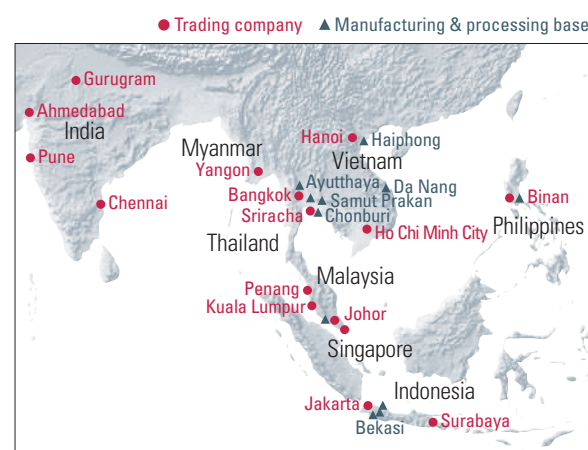 ● Trading company ▲ Manufacturing & processing base
Gurugram
Ahmedabad
India
Pune
Chennai
Myanmar
Yangon
Hanoi
Haiphong
Vietnam
Ayutthaya
Da Nang
Bangkok
Samut Prakan
Sriracha
Chonburi
Binan
Philippines
Ho Chi Minh City
Thailand
Malaysia
Penang
Kuala Lumpur
Johor
Singapore
Indonesia
Jakarta
Surabaya
Bekasi